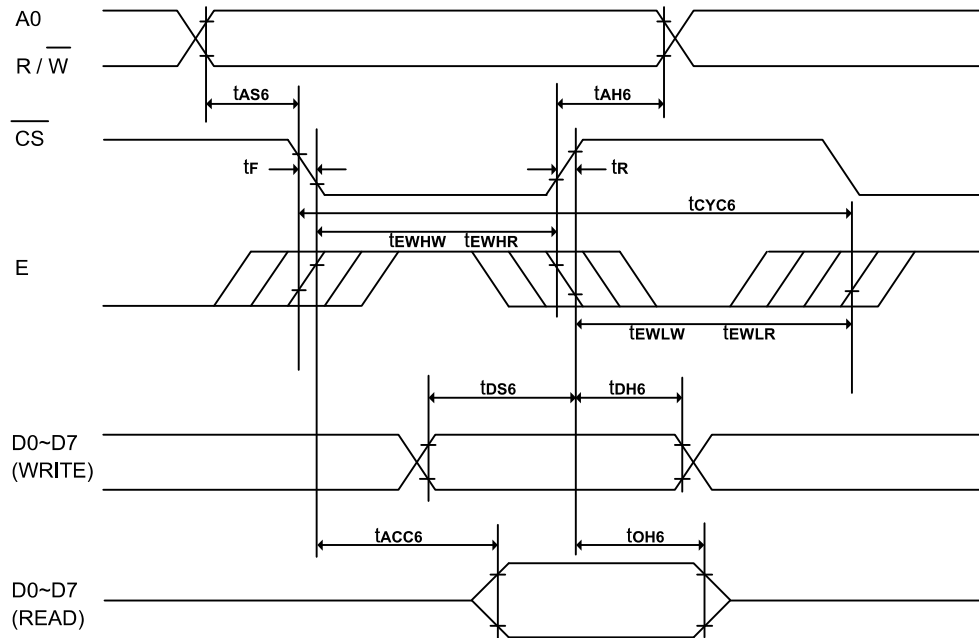 A0
R / W
tAS6
tAH6
CS
tF
tR
tCYC6
tEWHW tEWHR
E
tEWLW tEWLR
tDS6
tDH6
D0~D7
(WRITE)
tACC6
tOH6
D0~D7
(READ)